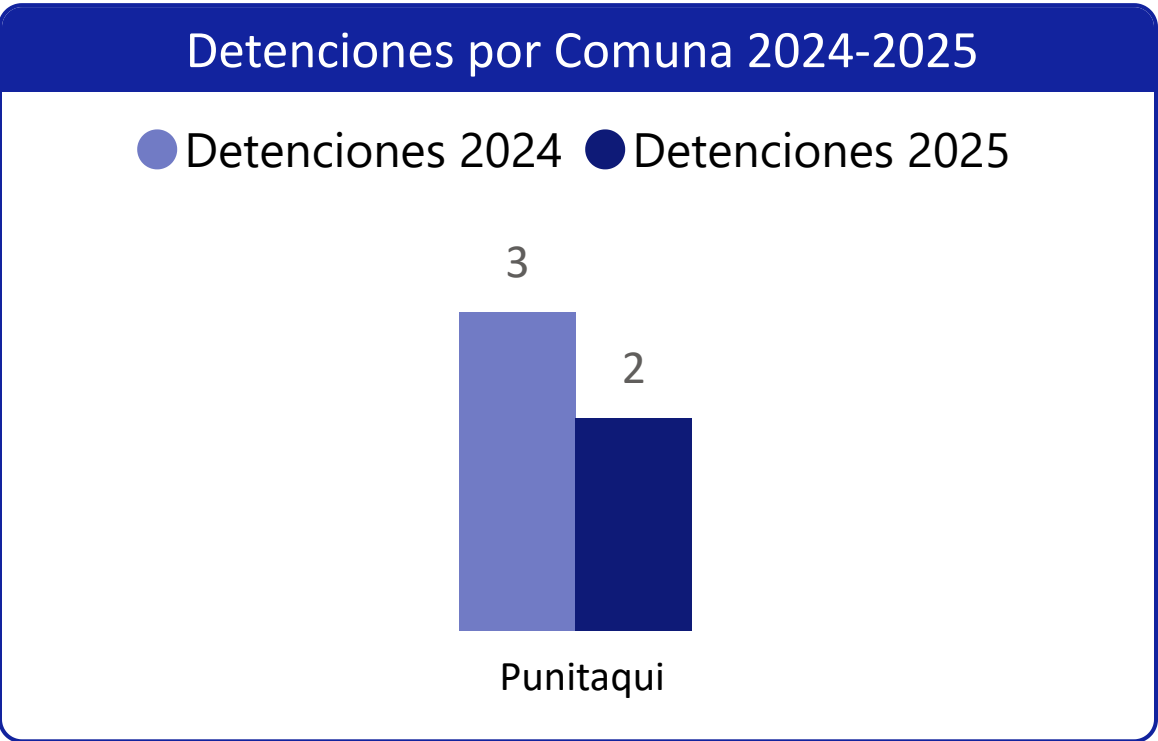 Detenciones por Comuna 2024-2025
Detenciones 2024 Detenciones 2025
3
2
Punitaqui